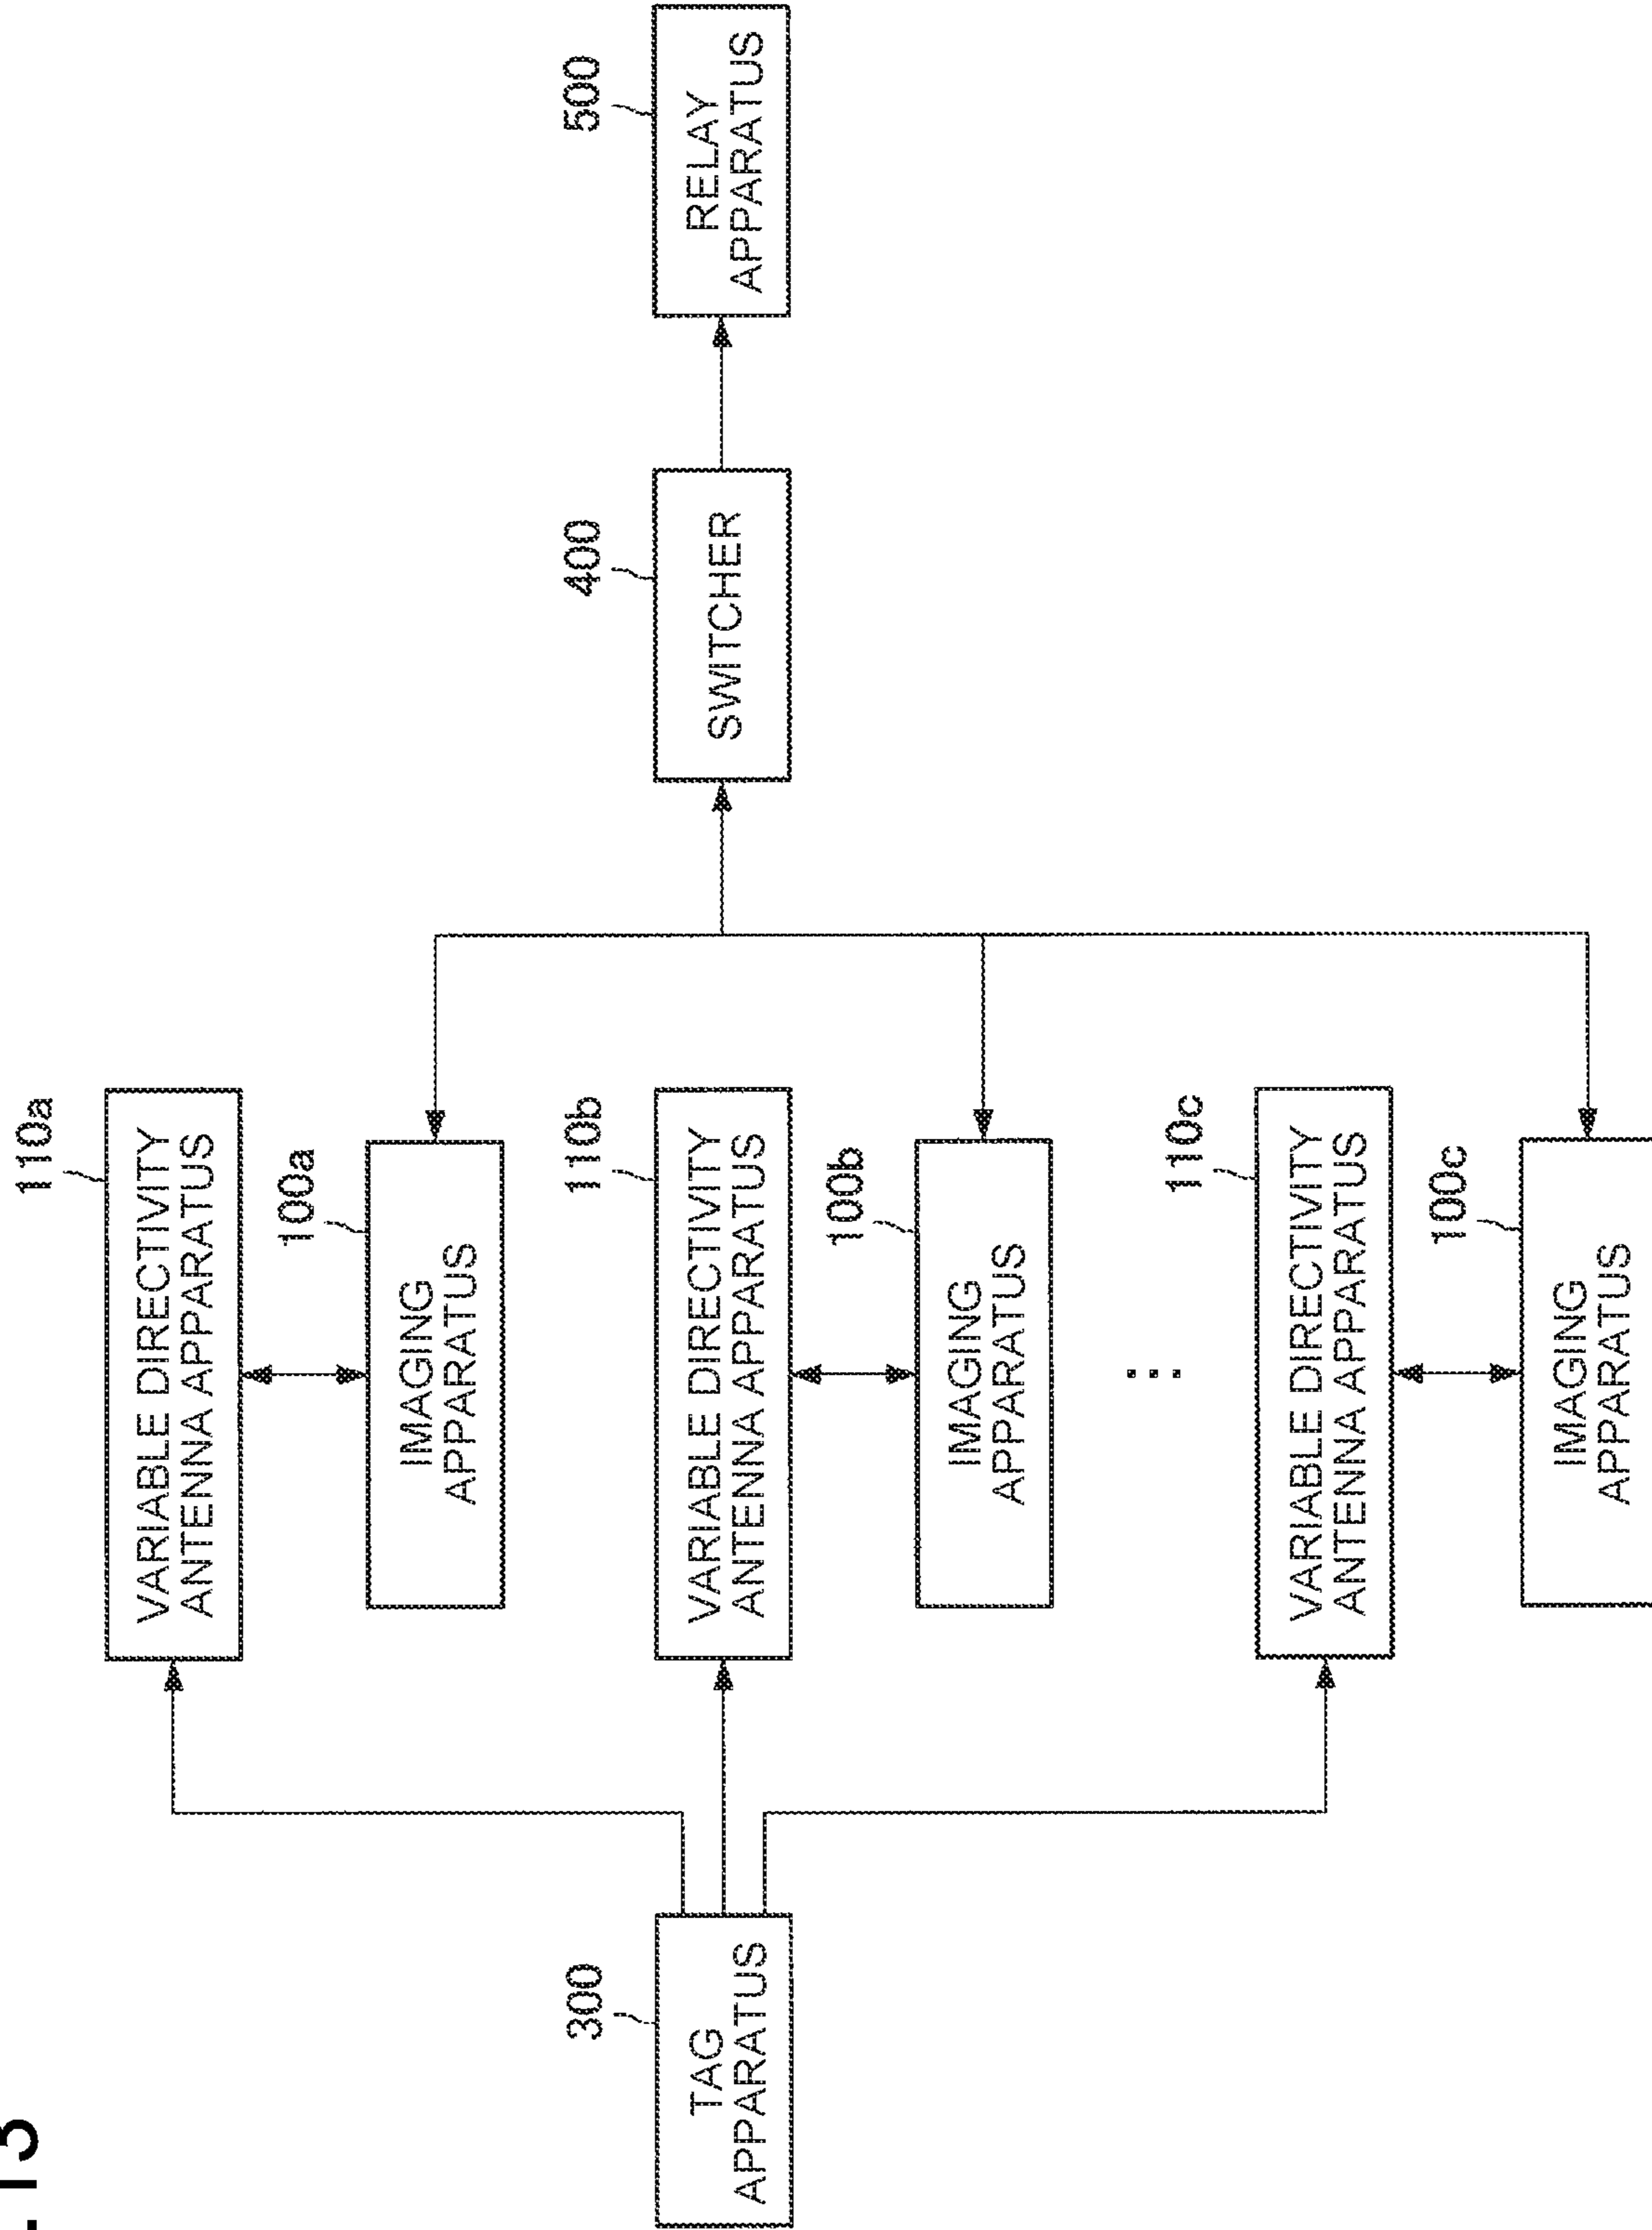 . 13
110a
VARIABLE DIRECTIVITY
ANTENNA APPARATUS
100a
IMAGING
APPARATUS
300
TAG
APPARATUS
110b
VARIABLE DIRECTIVITY
ANTENNA APPARATUS
400
SWITCHER
500
RELAY
APPARATUS
100b
IMAGING
APPARATUS
...
110c
VARIABLE DIRECTIVITY
ANTENNA APPARATUS
100c
IMAGING
APPARATUS